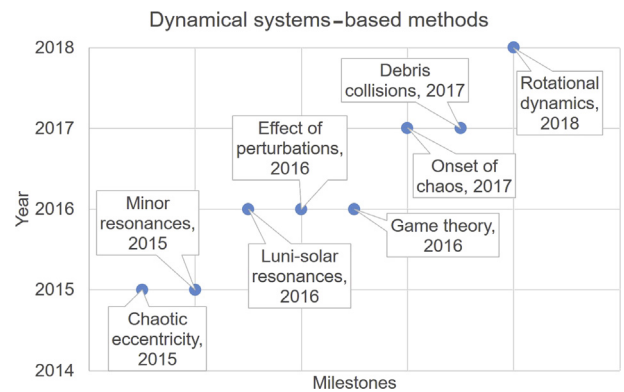 Dynamical systems–based methods
2018
2017
2016
2015
2014
Year
Milestones
Chaotic
eccentricity,
2015
Minor
resonances,
2015
Luni-solar
resonances,
2016
Effect of
perturbations,
2016
Game theory,
2016
Onset of
chaos, 2017
Debris
collisions, 2017
Rotational
dynamics,
2018